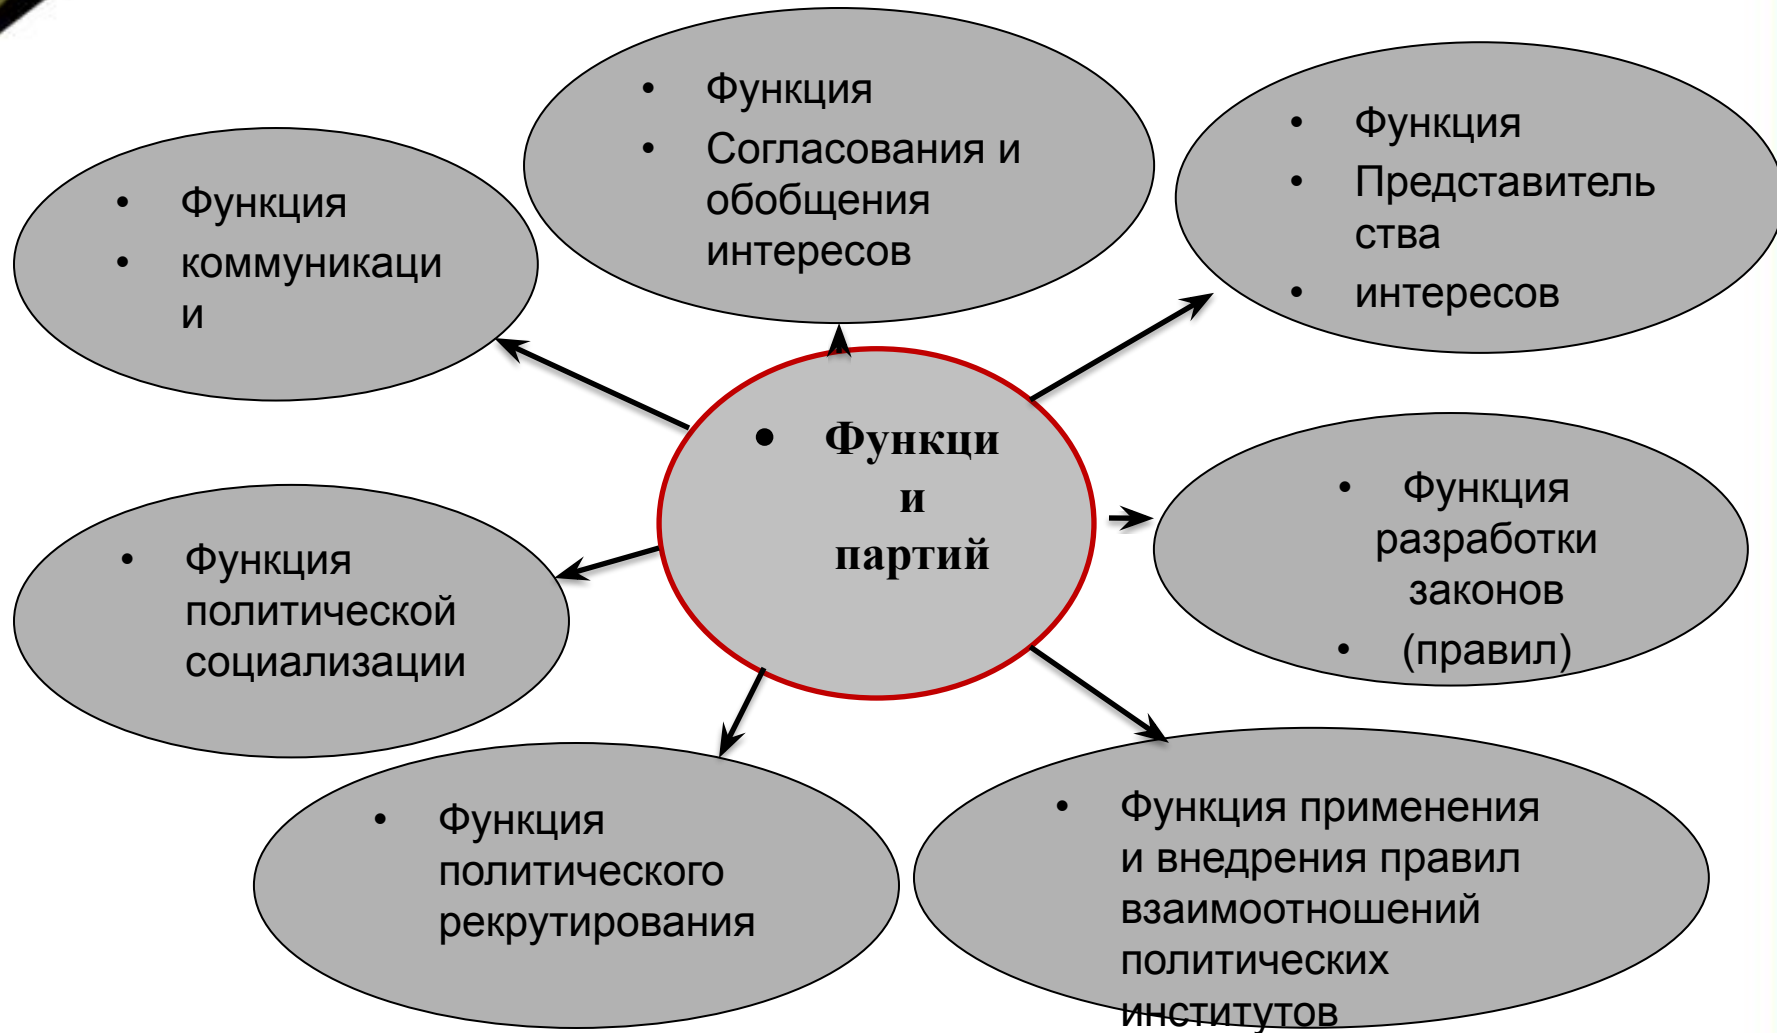 • Функция
• Согласования и
обобщения
интересов
• Функция
• Представитель
ства
• интересов
• Функция
• коммуникаци
и
• Функци
и
партий
• Функция
разработки
законов
• (правил)
• Функция
политической
социализации
• Функция
политического
рекрутирования
• Функция применения
и внедрения правил
взаимоотношений
политических
институтов